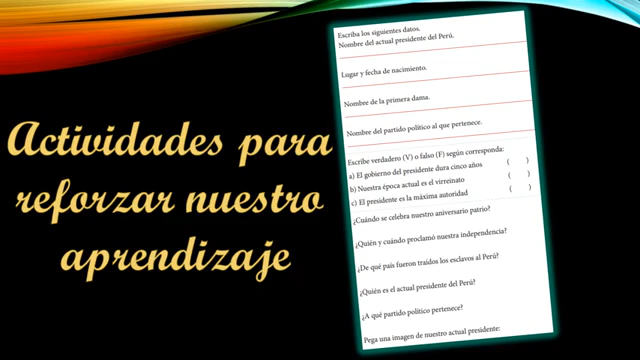 Actividades para
reforzar nuestro
aprendizaje
Escriba los siguientes datos.
Nombre del actual presidente del Perú.
Lugar y fecha de nacimiento.
Nombre de la primera dama.
Nombre del partido político al que pertenece.
Escribe verdadero (V) o falso (F) según corresponda:
a) El gobierno del presidente dura cinco años ( )
b) Nuestra época actual es el virreinato ( )
c) El presidente es la máxima autoridad ( )
¿Cuándo se celebra nuestro aniversario patrio?
¿Quién y cuándo proclamó nuestra independencia?
¿De qué país fueron traídos los esclavos al Perú?
¿Quién es el actual presidente del Perú?
¿A qué partido político pertenece?
Pega una imagen de nuestro actual presidente: